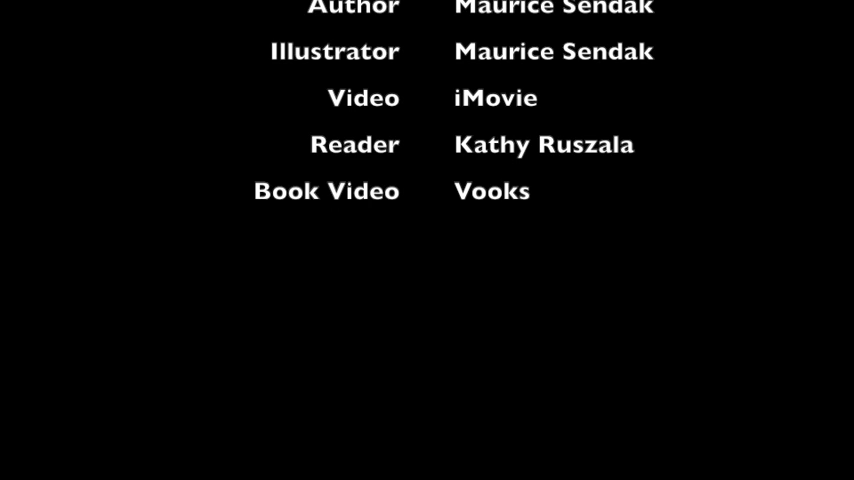 Author Maurice Sendak
Illustrator Maurice Sendak
Video iMovie
Reader Kathy Ruszala
Book Video Vooks